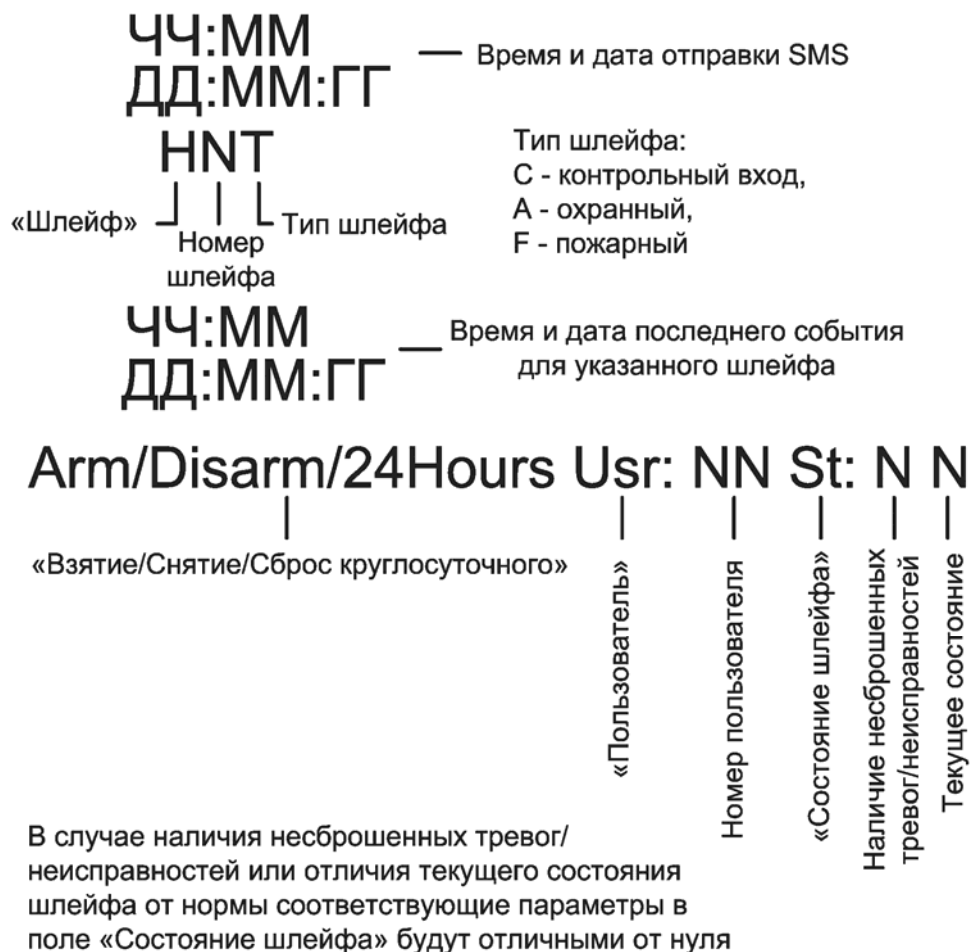 ЧЧ:ММ
ДД:ММ:ГГ
Время и дата отправки SMS
HNT
«Шлейф»
Номер
шлейфа
Тип шлейфа
Тип шлейфа:
С - контрольный вход,
А - охранный,
F - пожарный
ЧЧ:ММ
ДД:ММ:ГГ
Время и дата последнего события
для указанного шлейфа
Arm/Disarm/24Hours Usr: NN St: N N
«Взятие/Снятие/Сброс круглосуточного»
«Пользователь»
Номер пользователя
«Состояние шлейфа»
Наличие несброшенных
тревог/неисправностей
Текущее состояние
В случае наличия несброшенных тревог/
неисправностей или отличия текущего состояния
шлейфа от нормы соответствующие параметры в
поле «Состояние шлейфа» будут отличными от нуля